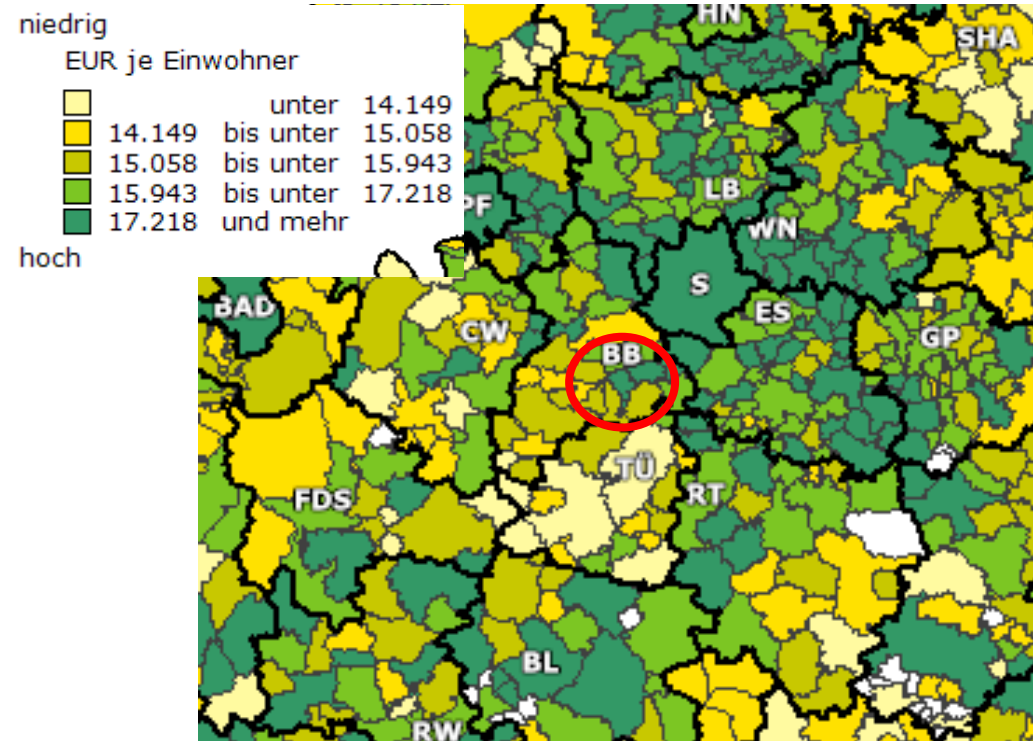 niedrig
EUR je Einwohner
unter 14.149
14.149 bis unter 15.058
15.058 bis unter 15.943
15.943 bis unter 17.218
17.218 und mehr
hoch
HN
SHA
LB
PF
WN
S
BAD
ES
CW
GP
BB
TÜ
RT
FDS
BL
RW